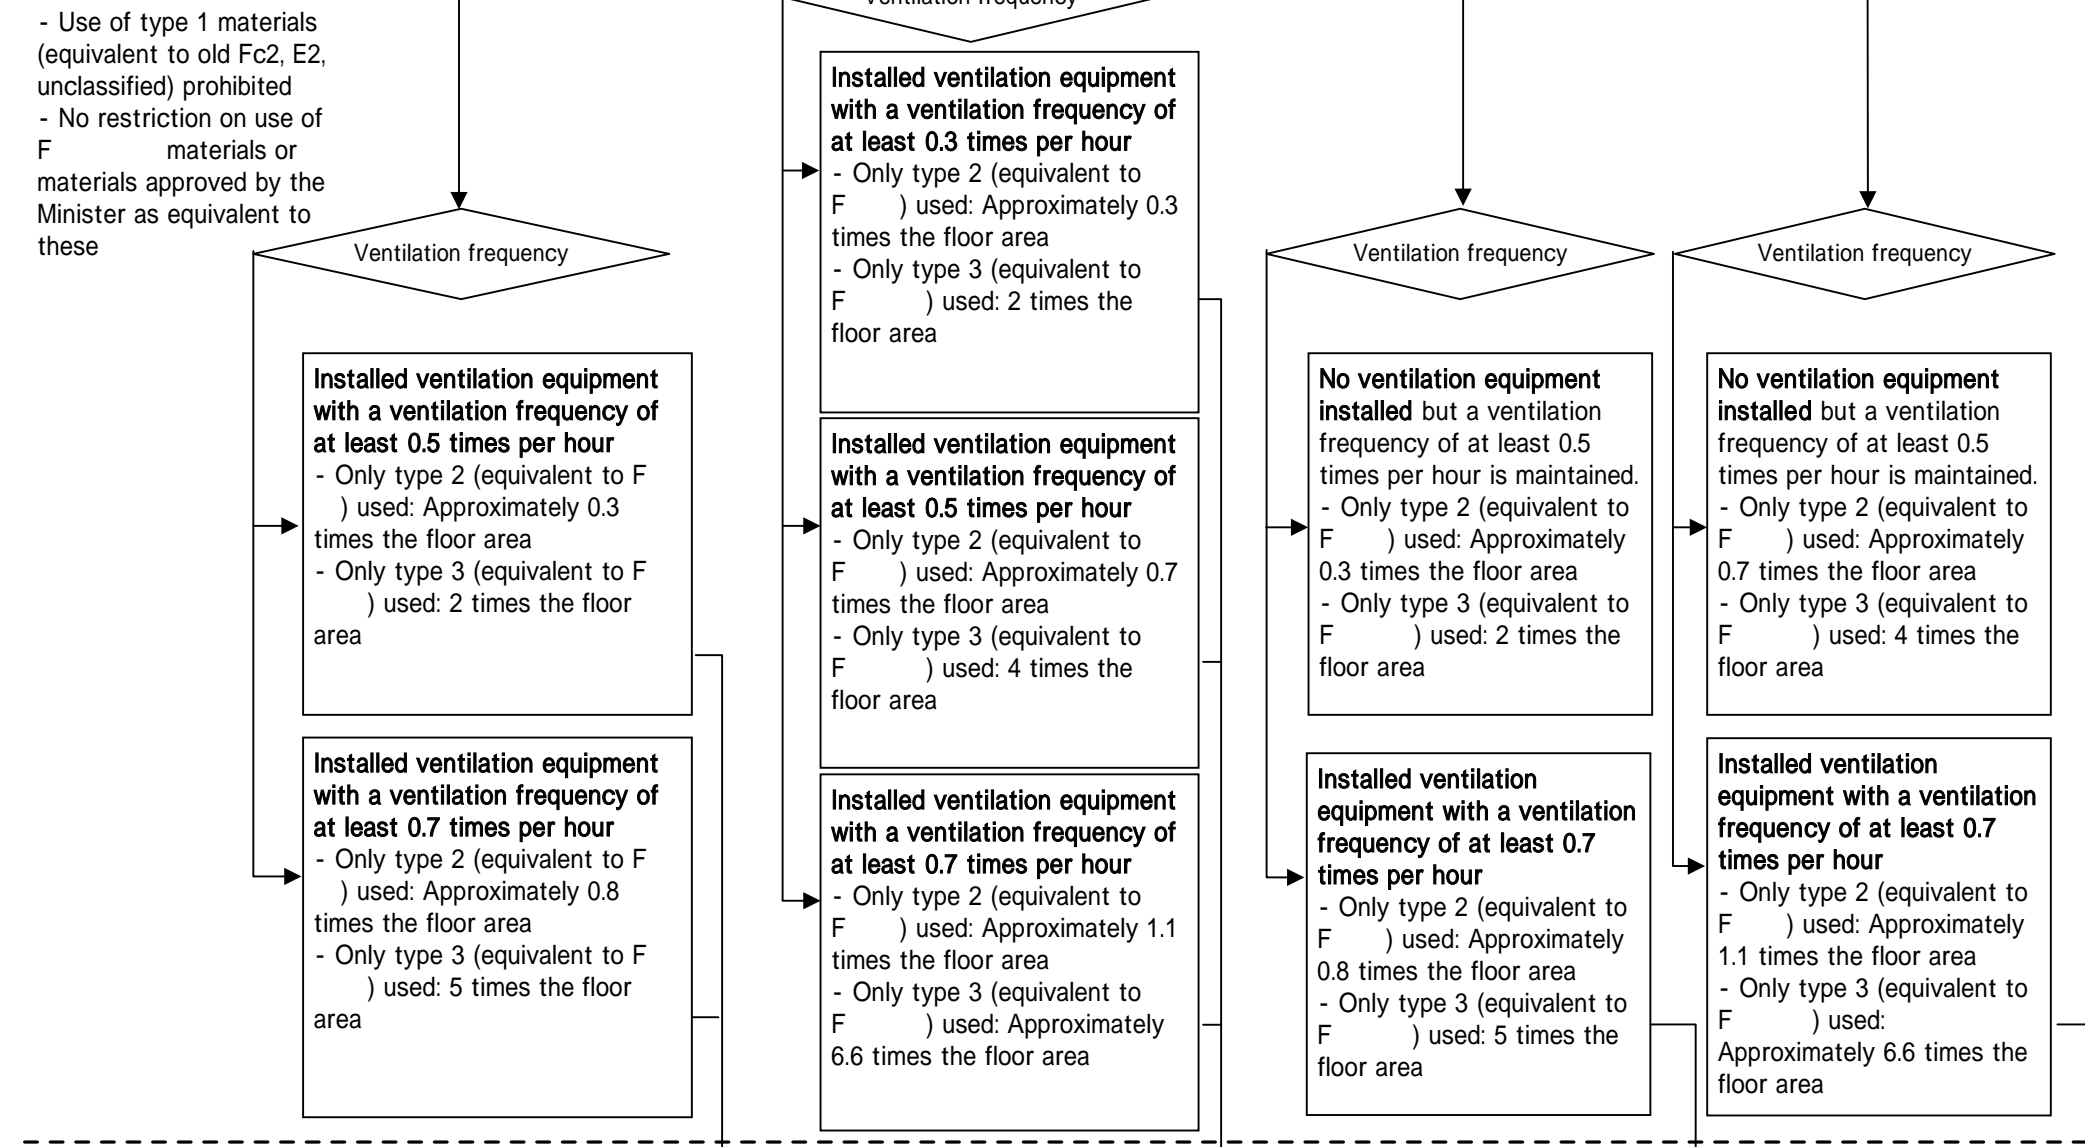 - Use of type 1 materials
(equivalent to old Fc2, E2,
unclassified) prohibited
- No restriction on use of
F materials or
materials approved by the
Minister as equivalent to
these
Ventilation frequency
Installed ventilation equipment
with a ventilation frequency of
at least 0.5 times per hour
- Only type 2 (equivalent to F
) used: Approximately 0.3
times the floor area
- Only type 3 (equivalent to F
) used: 2 times the floor
area
Installed ventilation equipment
with a ventilation frequency of
at least 0.7 times per hour
- Only type 2 (equivalent to F
) used: Approximately 0.8
times the floor area
- Only type 3 (equivalent to F
) used: 5 times the floor
area
Ventilation frequency
Installed ventilation equipment
with a ventilation frequency of
at least 0.3 times per hour
- Only type 2 (equivalent to
F ) used: Approximately 0.3
times the floor area
- Only type 3 (equivalent to
F ) used: 2 times the
floor area
Installed ventilation equipment
with a ventilation frequency of
at least 0.5 times per hour
- Only type 2 (equivalent to
F ) used: Approximately 0.7
times the floor area
- Only type 3 (equivalent to
F ) used: 4 times the
floor area
Installed ventilation equipment
with a ventilation frequency of
at least 0.7 times per hour
- Only type 2 (equivalent to
F ) used: Approximately 1.1
times the floor area
- Only type 3 (equivalent to
F ) used: Approximately
6.6 times the floor area
Ventilation frequency
No ventilation equipment
installed but a ventilation
frequency of at least 0.5
times per hour is maintained.
- Only type 2 (equivalent to
F ) used: Approximately
0.3 times the floor area
- Only type 3 (equivalent to
F ) used: 2 times the
floor area
Installed ventilation
equipment with a ventilation
frequency of at least 0.7
times per hour
- Only type 2 (equivalent to
F ) used: Approximately
0.8 times the floor area
- Only type 3 (equivalent to
F ) used: 5 times the
floor area
Ventilation frequency
No ventilation equipment
installed but a ventilation
frequency of at least 0.5
times per hour is maintained.
- Only type 2 (equivalent to
F ) used: Approximately
0.7 times the floor area
- Only type 3 (equivalent to
F ) used: 4 times the
floor area
Installed ventilation
equipment with a ventilation
frequency of at least 0.7
times per hour
- Only type 2 (equivalent to
F ) used: Approximately
1.1 times the floor area
- Only type 3 (equivalent to
F ) used:
Approximately 6.6 times the
floor area